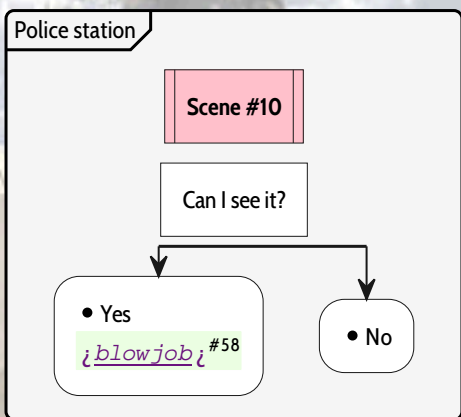 Police station
Scene #10
Can I see it?
• Yes
¿blowjob¿#58
• No